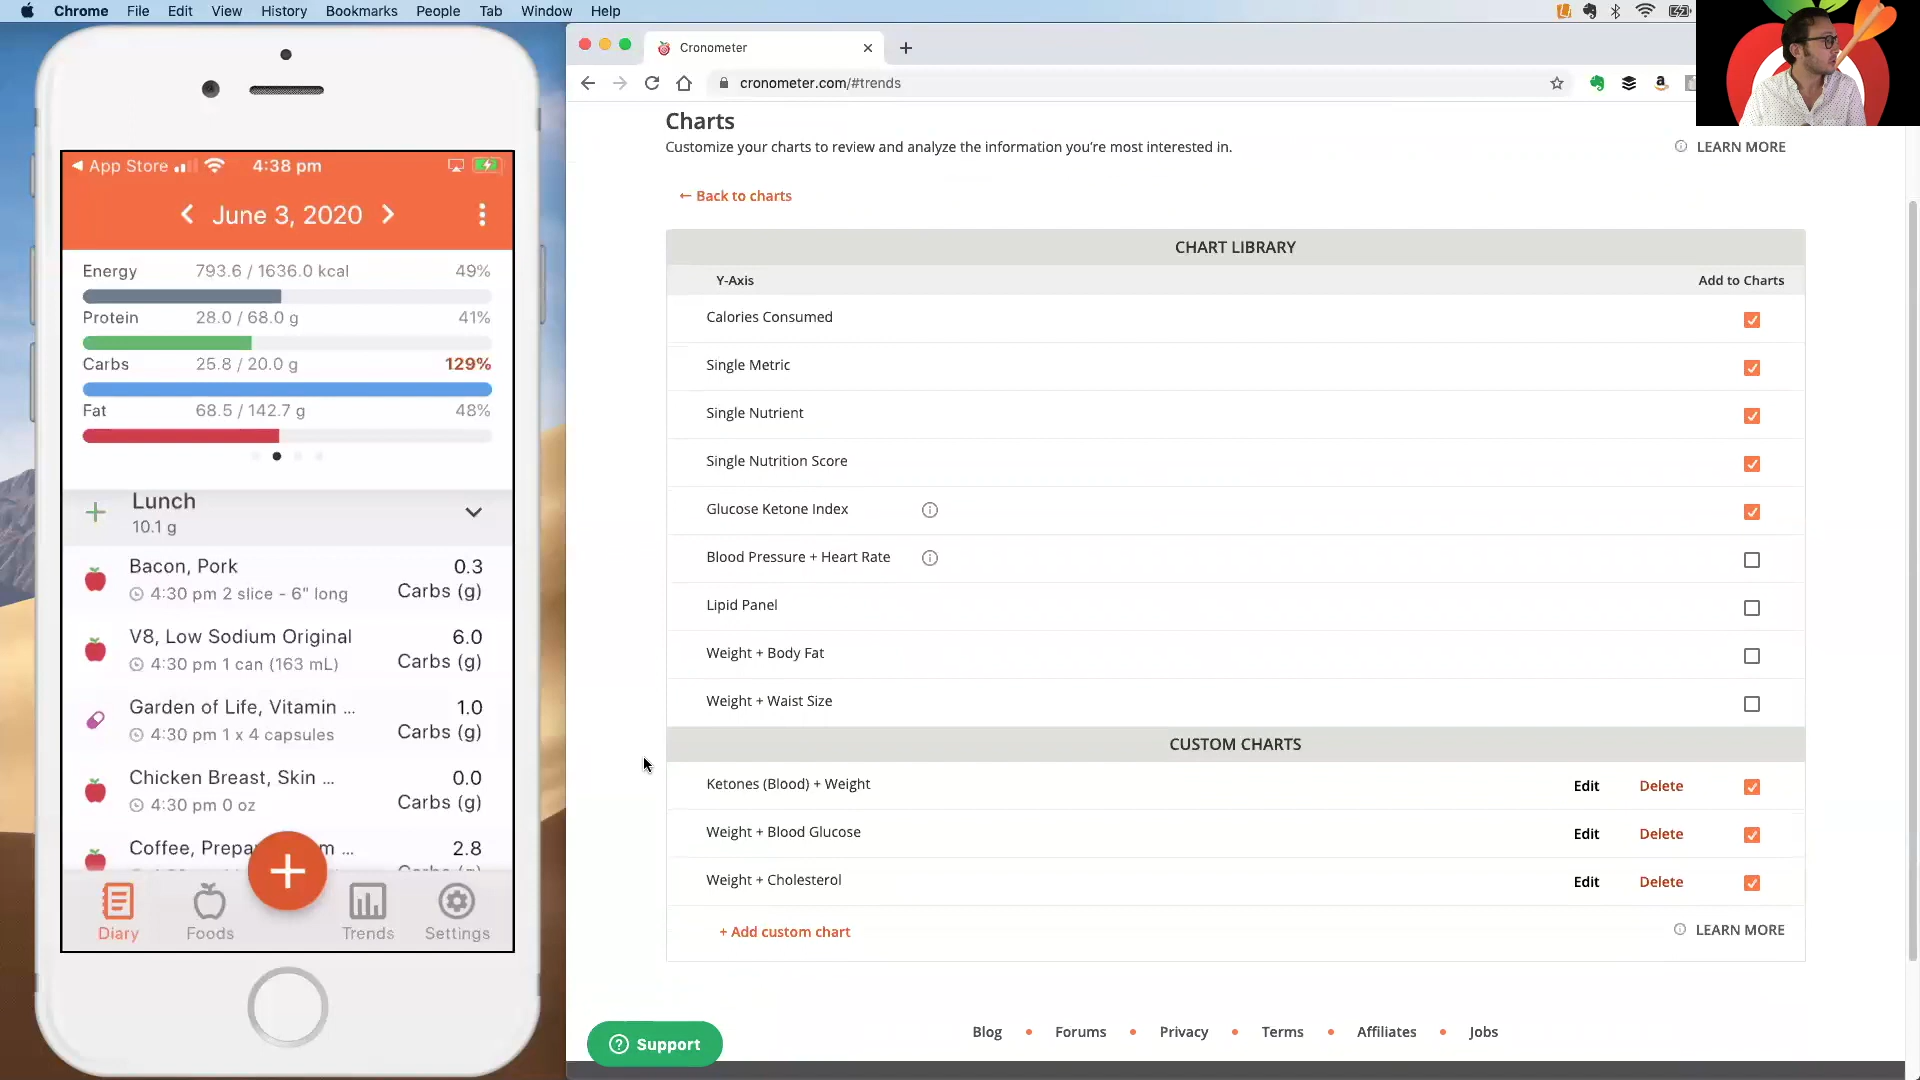 Chrome File Edit View History Bookmarks People Tab Window Help
App Store 4:38 pm
June 3, 2020
Energy 793.6 / 1636.0 kcal 49%
Protein 28.0 / 68.0 g 41%
Carbs 25.8 / 20.0 g 129%
Fat 68.5 / 142.7 g 48%
Lunch
10.1 g
Bacon, Pork 0.3
4:30 pm 2 slice - 6" long Carbs (g)
V8, Low Sodium Original 6.0
4:30 pm 1 can (163 mL) Carbs (g)
Garden of Life, Vitamin ... 1.0
4:30 pm 1 x 4 capsules Carbs (g)
Chicken Breast, Skin ... 0.0
4:30 pm 0 oz Carbs (g)
Coffee, 2.8
Diary Foods Trends Settings
Cronometer
cronometer.com/#trends
Charts
Customize your charts to review and analyze the information you're most interested in.
LEARN MORE
← Back to charts
CHART LIBRARY
Y-Axis Add to Charts
Calories Consumed
Single Metric
Single Nutrient
Single Nutrition Score
Glucose Ketone Index
Blood Pressure + Heart Rate
Lipid Panel
Weight + Body Fat
Weight + Waist Size
CUSTOM CHARTS
Ketones (Blood) + Weight Edit Delete
Weight + Blood Glucose Edit Delete
Weight + Cholesterol Edit Delete
+ Add custom chart LEARN MORE
Support
Blog • Forums • Privacy • Terms • Affiliates • Jobs